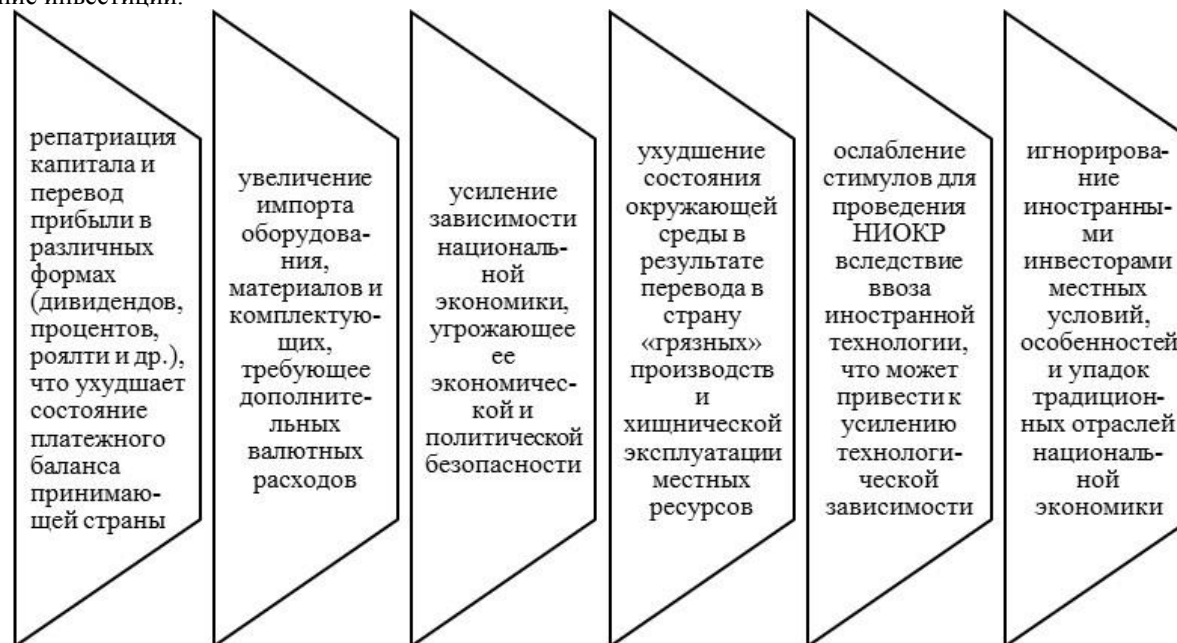 ние инвестиций.
репатриация
капитала и
перевод
прибыли в
различных
формах
(дивидендов,
процентов,
роялти и др.),
что ухудшает
состояние
платежного
баланса
принимаю-
щей страны
увеличение
импорта
оборудова-
ния,
материалов и
комплектую-
щих,
требующее
дополните-
льных
валютных
расходов
усиление
зависимости
националь-
ной
экономики,
угрожающее
ее
экономичес-
кой и
политической
безопасности
ухудшение
состояния
окружающей
среды в
результате
перевода в
страну
«грязных»
производств
и
хищнической
эксплуатации
местных
ресурсов
ослабление
стимулов для
проведения
НИОКР
вследствие
ввоза
иностранной
технологии,
что может
привести к
усилению
технологи-
ческой
зависимости
игнорирова-
ние
иностранны-
ми
инвесторами
местных
условий,
особенностей
и упадок
традицион-
ных отраслей
националь-
ной
экономики